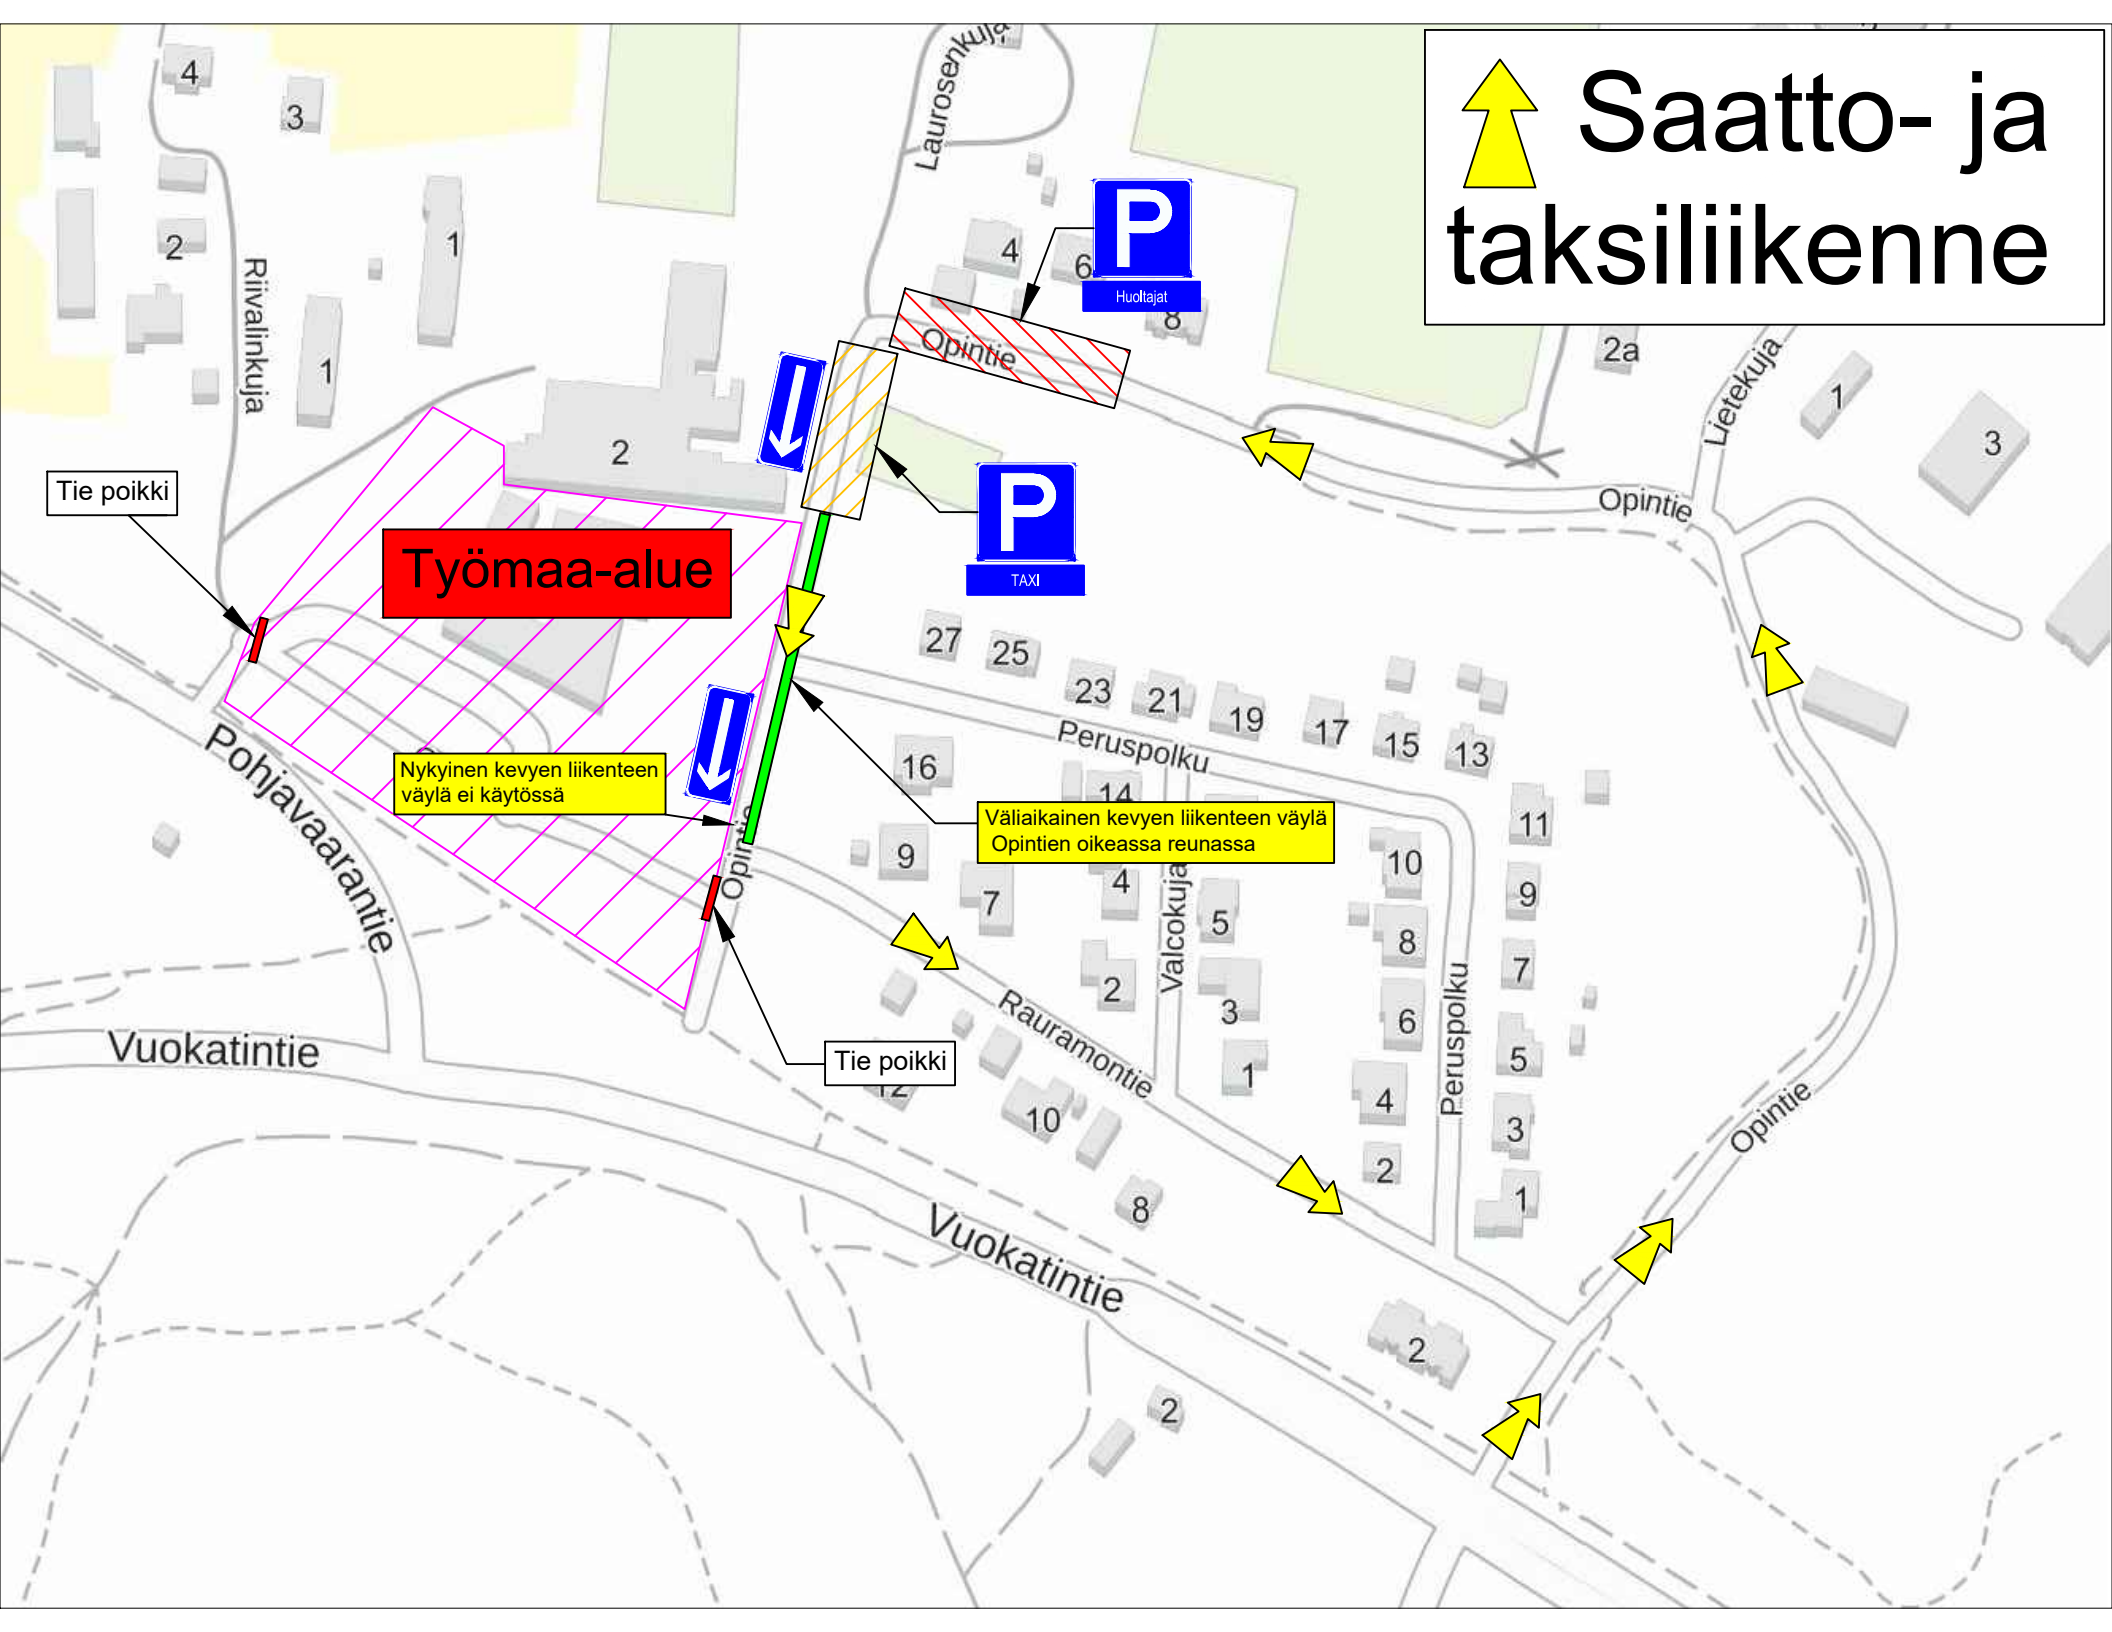 Saatto- ja
taksiliikenne
Laurosenkuja
4
3
2
1
1
Riivalinkuja
4
6
8
P
Huoltajat
Opintie
2a
Lietekuja
1
3
2
Tie poikki
Työmaa-alue
P
TAXI
Opintie
27
25
23
21
19
17
15
13
11
Peruspolku
16
14
Pohjavaarantie
Nykyinen kevyen liikenteen
väylä ei käytössä
Väliaikainen kevyen liikenteen väylä
Opintien oikeassa reunassa
Opintie
9
7
4
5
10
9
Valcokuja
8
7
2
3
6
5
Peruspolku
Rauramontie
1
4
3
Vuokatintie
Tie poikki
12
10
2
1
8
Opintie
Vuokatintie
2
2